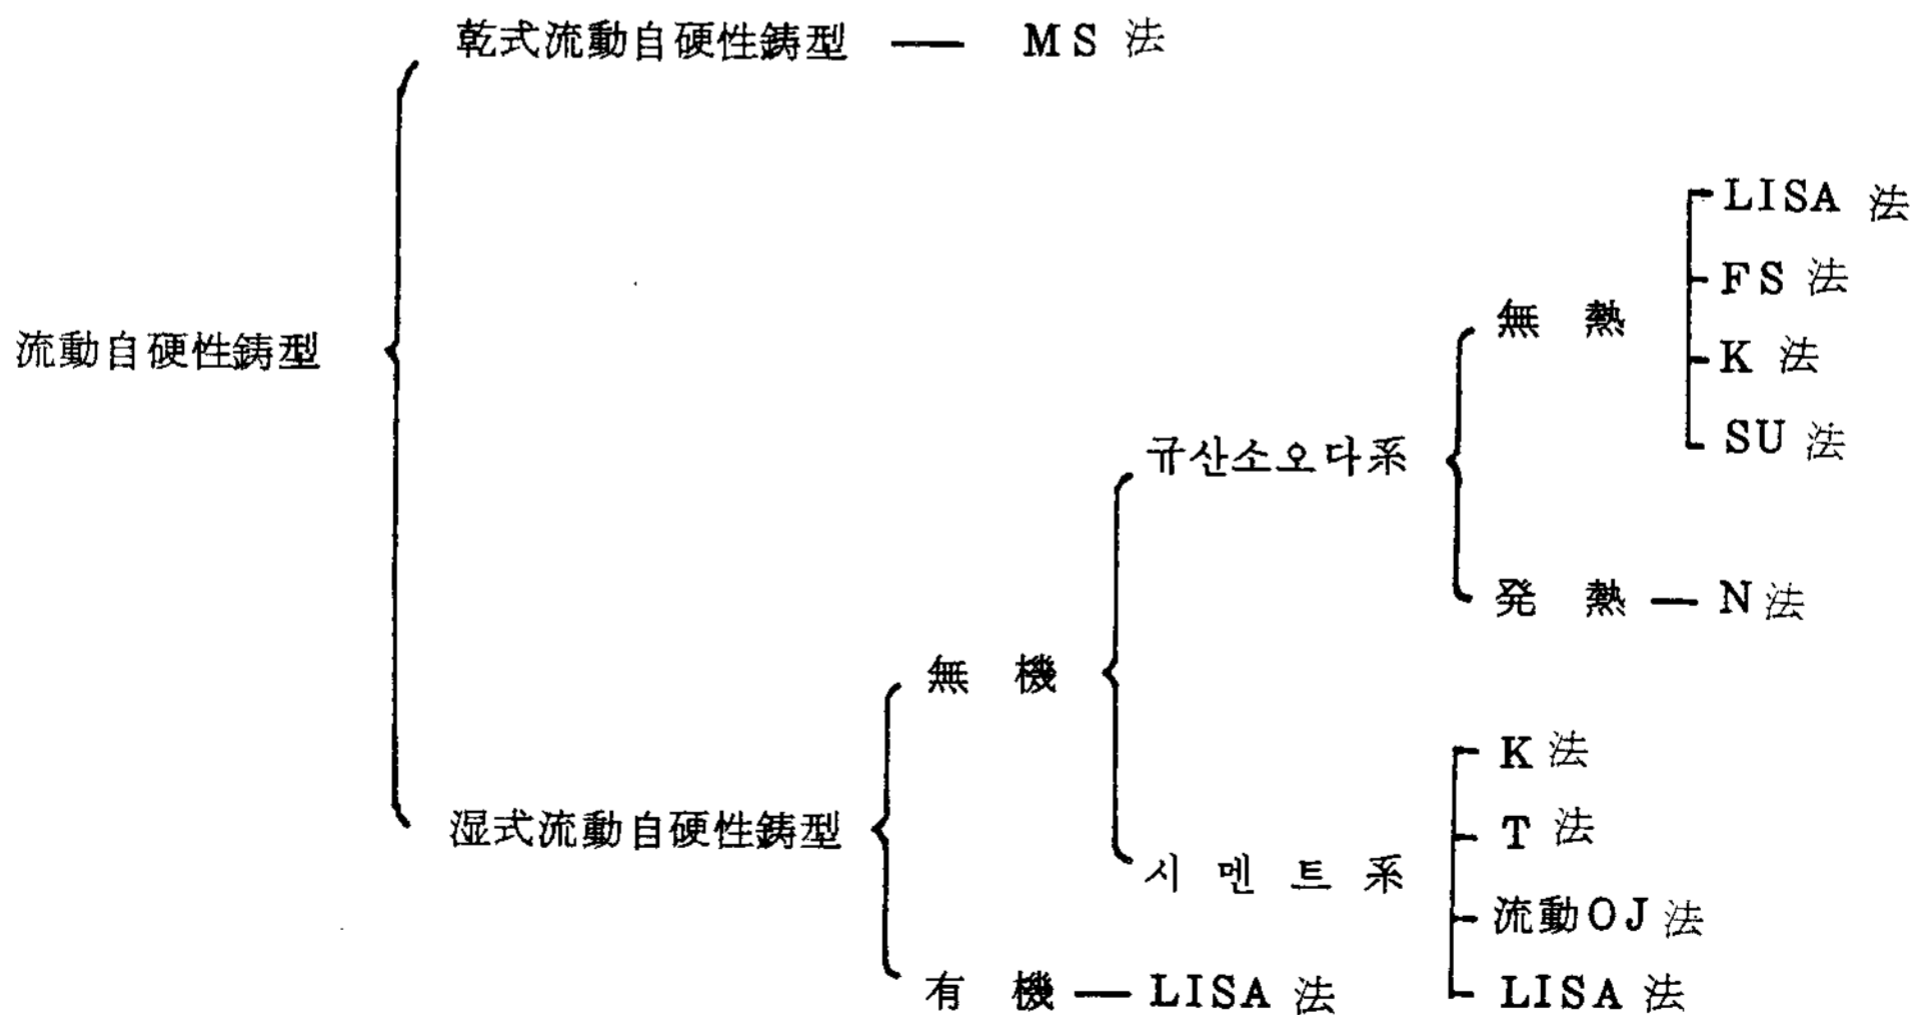 乾式流動自硬性鋳型 — MS 法
LISA 法
FS 法
無 熱
流動自硬性鋳型
K 法
SU 法
규산소오다系
発 熱 — N法
無 機
K 法
湿式流動自硬性鋳型
T 法
시 멘 트 系
流動OJ法
有 機 — LISA 法
LISA 法